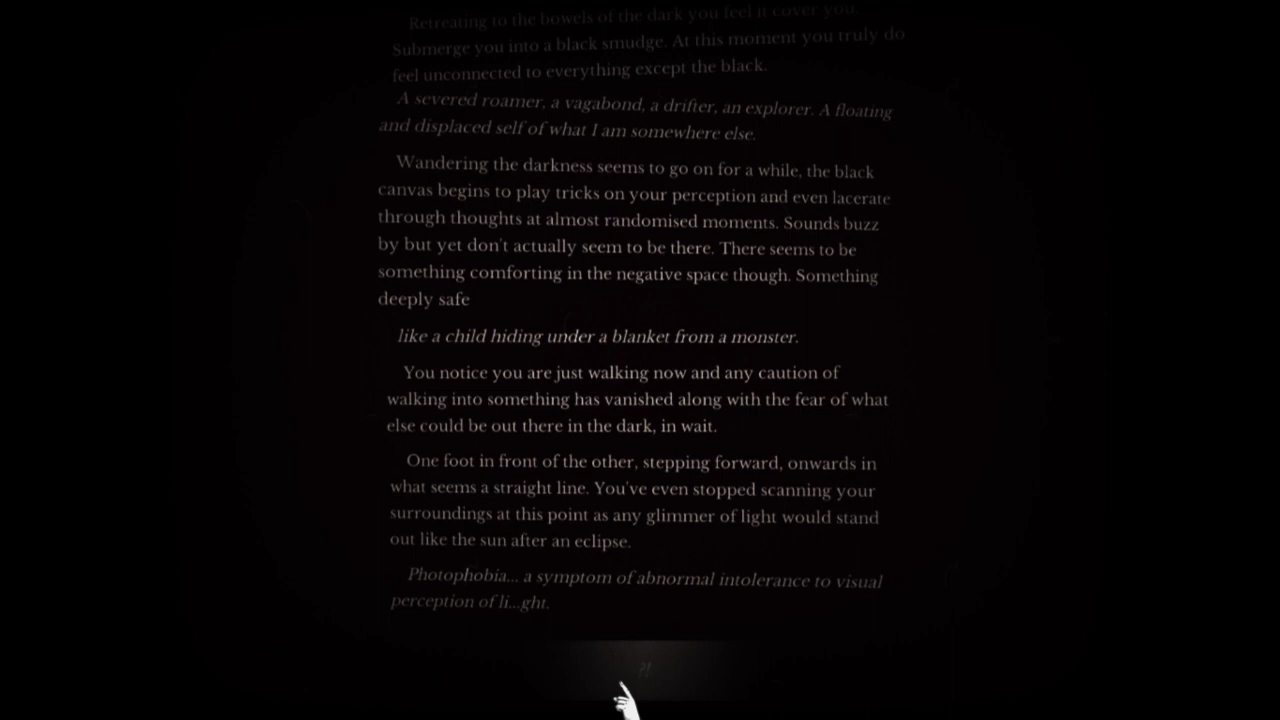 Retreating to the bowels of the dark you feel it cover you.
Submerge you into a black smudge. At this moment you truly do
feel unconnected to everything except the black.
A severed roamer, a vagabond, a drifter, an explorer. A floating
and displaced self of what I am somewhere else.
Wandering the darkness seems to go on for a while, the black
canvas begins to play tricks on your perception and even lacerate
through thoughts at almost randomised moments. Sounds buzz
by but yet don't actually seem to be there. There seems to be
something comforting in the negative space though. Something
deeply safe
like a child hiding under a blanket from a monster.
You notice you are just walking now and any caution of
walking into something has vanished along with the fear of what
else could be out there in the dark, in wait.
One foot in front of the other, stepping forward, onwards in
what seems a straight line. You've even stopped scanning your
surroundings at this point as any glimmer of light would stand
out like the sun after an eclipse.
Photophobia... a symptom of abnormal intolerance to visual
perception of li...ght.